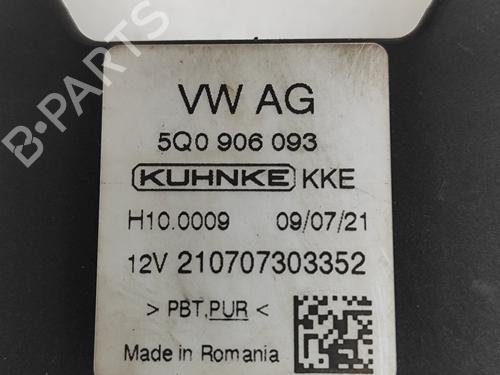 B-PARTS
VW AG
5Q0 906 093
KUHNKE KKE
H10.0009 09/07/21
12V 210707303352
> PBT,PUR <
Made in Romania